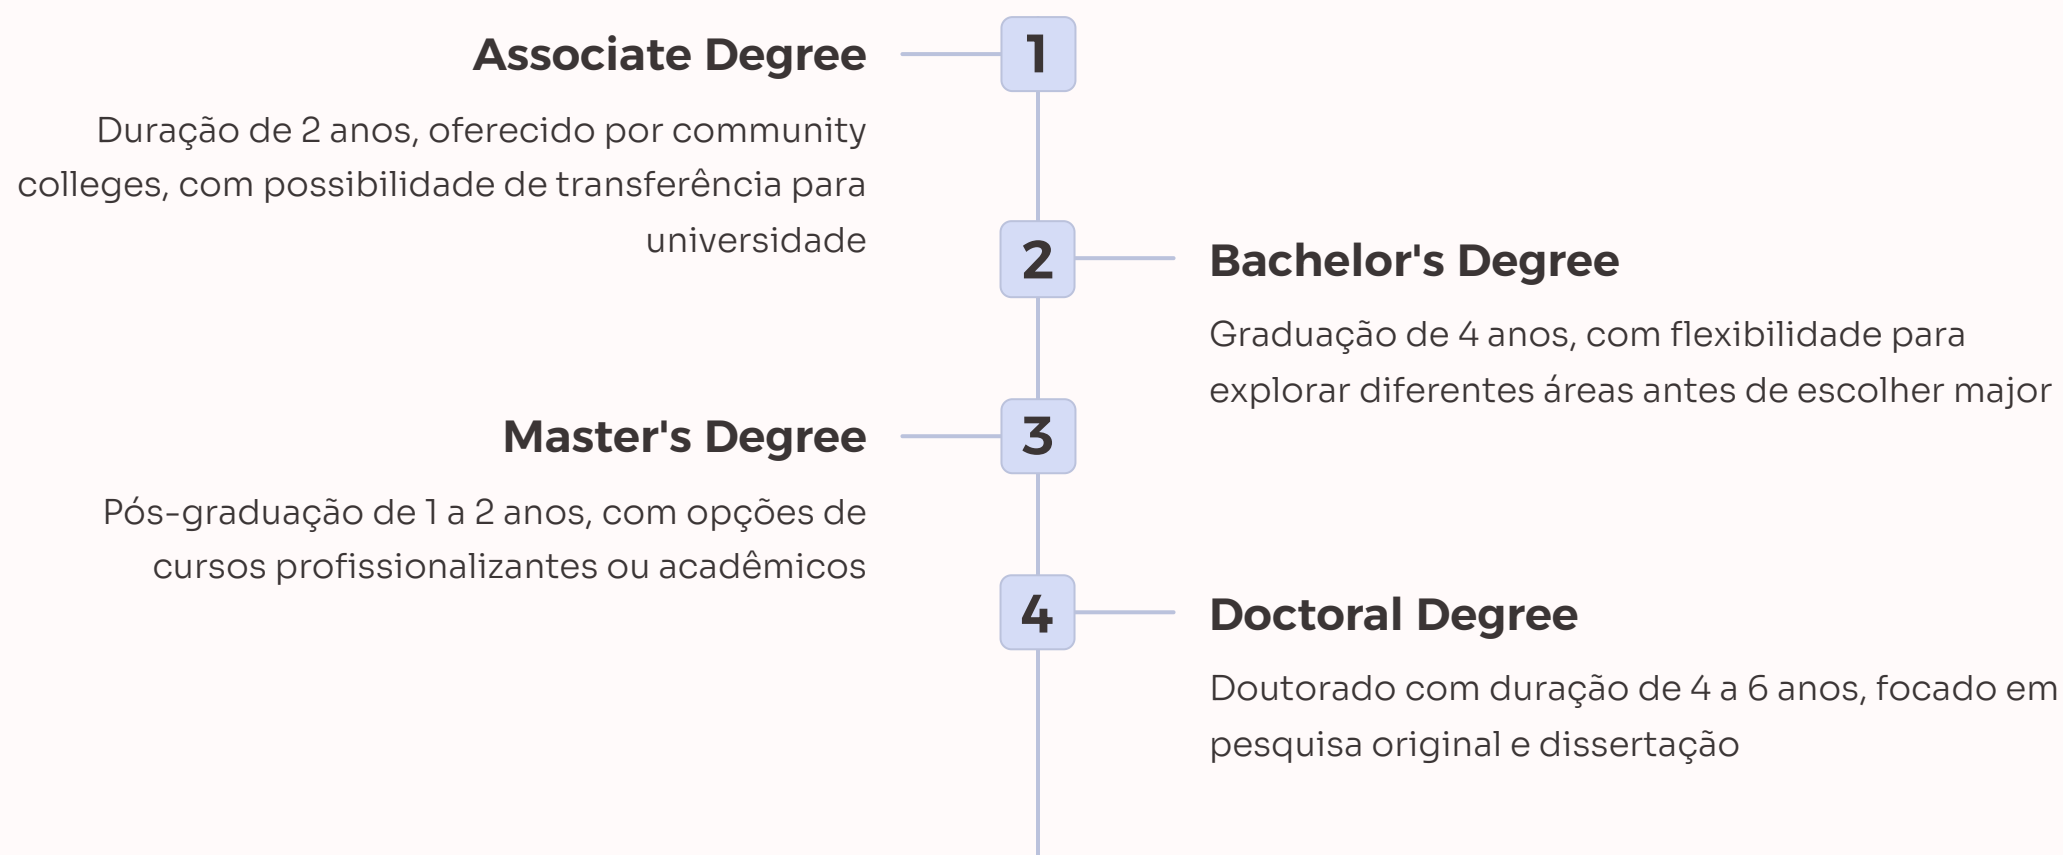 Associate Degree
1
Duração de 2 anos, oferecido por community
colleges, com possibilidade de transferência para
universidade
2
Bachelor's Degree
Graduação de 4 anos, com flexibilidade para
explorar diferentes áreas antes de escolher major
Master's Degree
3
Pós-graduação de 1 a 2 anos, com opções de
cursos profissionalizantes ou acadêmicos
4
Doctoral Degree
Doutorado com duração de 4 a 6 anos, focado em
pesquisa original e dissertação